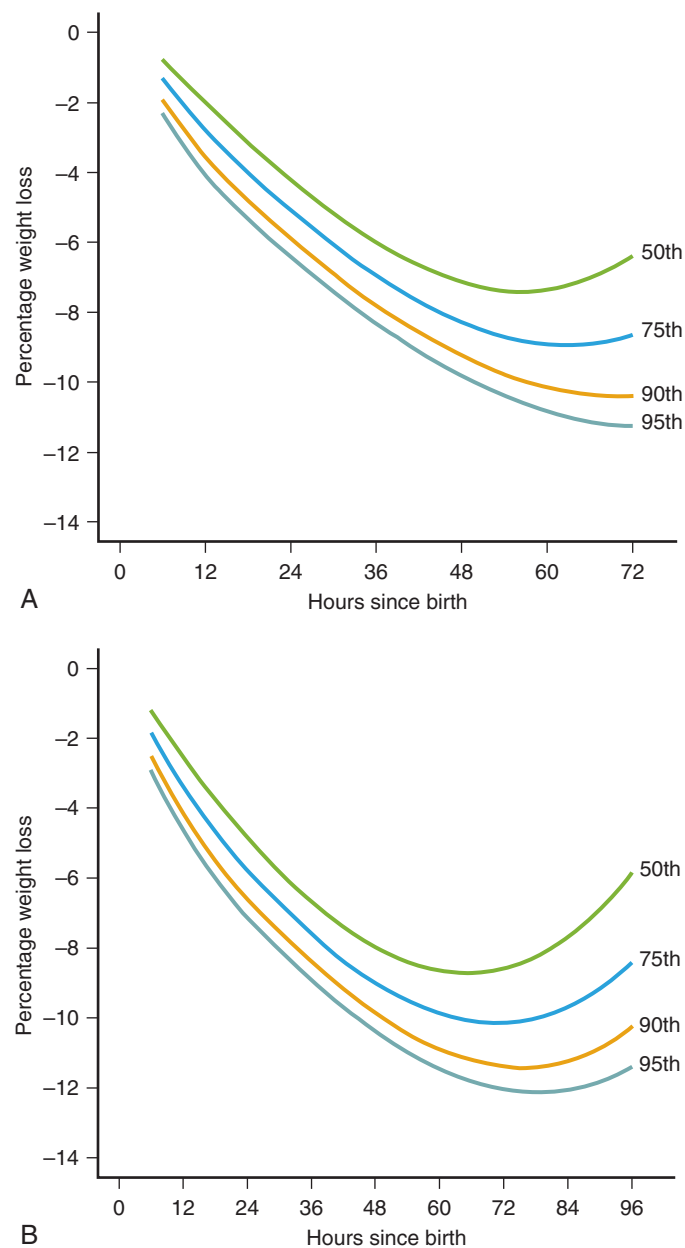 0
−2
−4
−6
−8
−10
−12
−14
Percentage weight loss
50th
75th
90th
95th
0 12 24 36 48 60 72
Hours since birth
A
0
−2
−4
−6
−8
−10
−12
−14
Percentage weight loss
50th
75th
90th
95th
0 12 24 36 48 60 72 84 96
Hours since birth
B